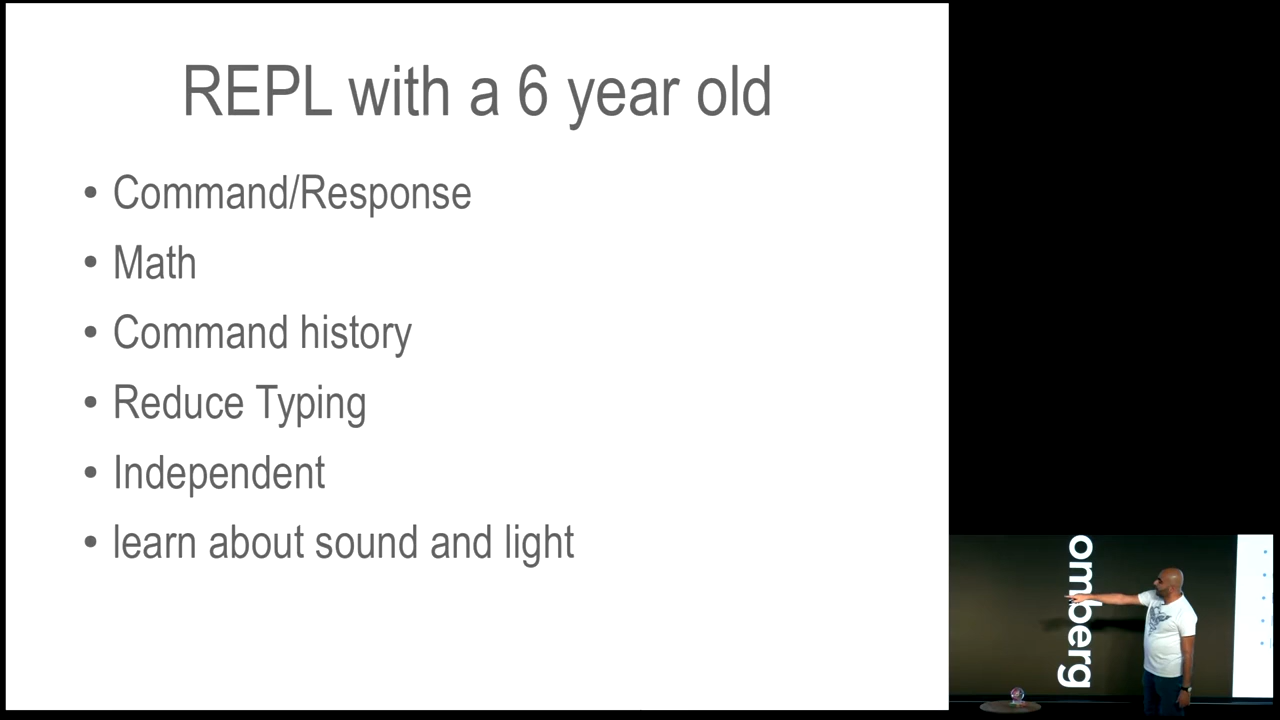 REPL with a 6 year old
• Command/Response
• Math
• Command history
• Reduce Typing
• Independent
• learn about sound and light
omberg